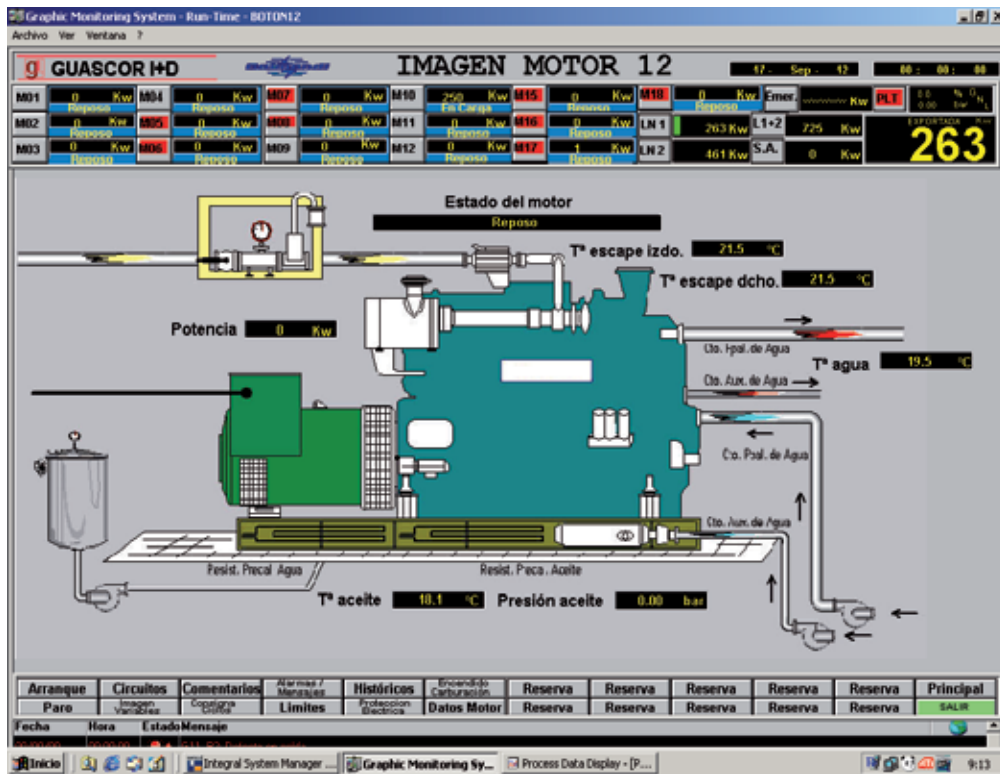 Graphic Monitoring System - Run-Time - BOTON12
Archivo Ver Ventana ?
g GUASCOR I+D IMAGEN MOTOR 12 17 - Sep - 12 00 : 00 : 00
M01 0 Kw Reposo M04 0 Kw Reposo M07 0 Kw Reposo M10 250 Kw En Carga M15 0 Kw Reposo M18 0 Kw Reposo Emer. Kw PLT
M02 0 Kw Reposo M05 0 Kw Reposo M08 0 Kw Reposo M11 0 Kw Reposo M16 0 Kw Reposo LN 1 263 Kw L1+2 725 Kw EXPORTADA
M03 0 Kw Reposo M06 0 Kw Reposo M09 0 Kw Reposo M12 0 Kw Reposo M17 1 Kw Reposo LN 2 461 Kw S.A. 0 Kw 263
Estado del motor
Reposo
Tª escape izdo. 21.5 ºC
Tª escape dcho. 21.5 ºC
Potencia 0 Kw
de Agua
Tª agua 19.5 ºC
Cto. Aux. de Agua
de Agua
Cto. Aux. de Agua
Resist. Precal Agua Resist. Aceite
Tª aceite 18.1 ºC Presión aceite 0.00 bar
Arranque Circuitos Comentarios Alarmas / Mensajes Históricos Encendido Carburación Reserva Reserva Reserva Reserva Reserva Principal
Paro Imagen Variables Límites Protección Electrica Datos Motor Reserva Reserva Reserva Reserva Reserva SALIR
Fecha Hora Estado Mensaje
Inicio Integral System Manager ... Graphic Monitoring Sy... Process Data Display - [P.... 9:13